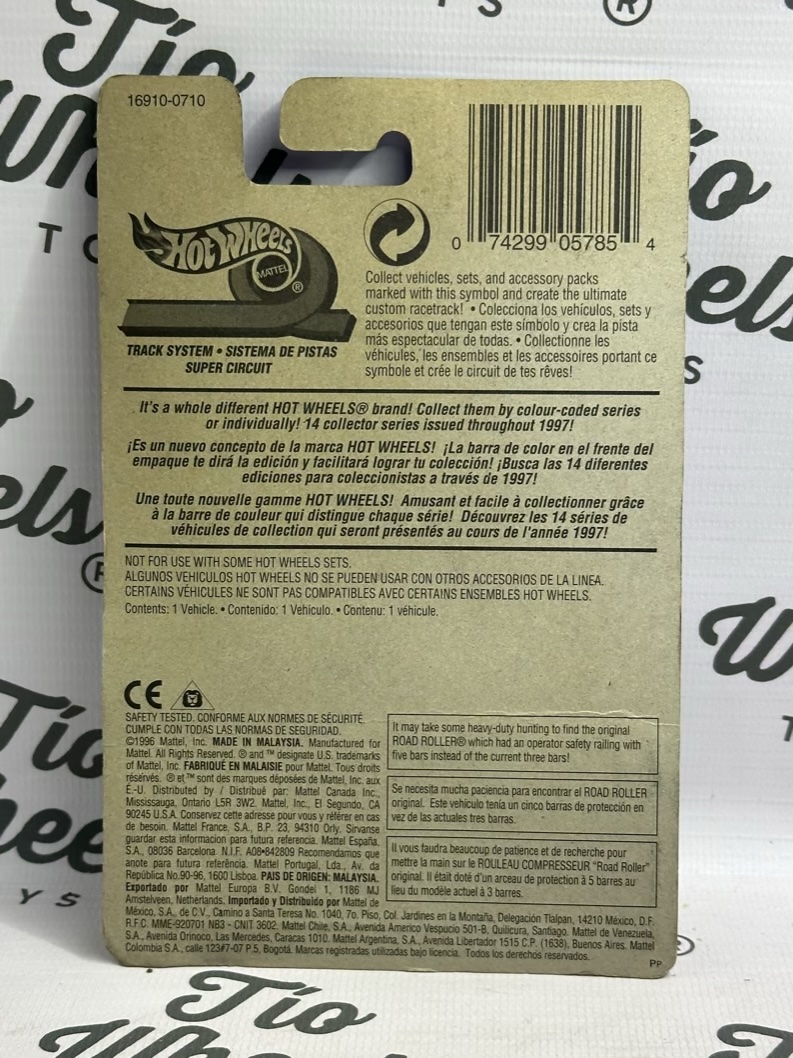 16910-0710
0 74299 05785 4
HOT WHEELS
MATTEL
®
TRACK SYSTEM • SISTEMA DE PISTAS
SUPER CIRCUIT
Collect vehicles, sets, and accessory packs
marked with this symbol and create the ultimate
custom racetrack! • Colecciona los vehículos, sets y
accesorios que tengan este símbolo y crea la pista
más espectacular de todas. • Collectionne les
véhicules, les ensembles et les accessoires portant ce
symbole et crée le circuit de tes rêves!
It's a whole different HOT WHEELS® brand! Collect them by colour-coded series
or individually! 14 collector series issued throughout 1997!
¡Es un nuevo concepto de la marca HOT WHEELS! ¡La barra de color en el frente del
empaque te dirá la edición y facilitará lograr tu colección! ¡Busca las 14 diferentes
ediciones para coleccionistas a través de 1997!
Une toute nouvelle gamme HOT WHEELS! Amusant et facile à collectionner grâce
à la barre de couleur qui distingue chaque série! Découvrez les 14 séries de
véhicules de collection qui seront présentés au cours de l'année 1997!
NOT FOR USE WITH SOME HOT WHEELS SETS.
ALGUNOS VEHICULOS HOT WHEELS NO SE PUEDEN USAR CON OTROS ACCESORIOS DE LA LINEA.
CERTAINS VÉHICULES NE SONT PAS COMPATIBLES AVEC CERTAINS ENSEMBLES HOT WHEELS.
Contents: 1 Vehicle. • Contenido: 1 Vehículo. • Contenu: 1 véhicule.
CE
SAFETY TESTED. CONFORME AUX NORMES DE SÉCURITÉ.
CUMPLE CON TODAS LAS NORMAS DE SEGURIDAD.
©1996 Mattel, Inc. MADE IN MALAYSIA. Manufactured for
Mattel. All Rights Reserved. ® and ™ designate U.S. trademarks
of Mattel, Inc. FABRIQUÉ EN MALAISIE pour Mattel. Tous droits
réservés. ® et ™ sont des marques déposées de Mattel, Inc. aux
É.-U. Distributed by / Distribué par: Mattel Canada Inc.,
Mississauga, Ontario L5R 3W2. Mattel, Inc., El Segundo, CA
90245 U.S.A. Conservez cette adresse pour vous y référer en cas
de besoin. Mattel France, S.A., B.P. 23, 94310 Orly. Sirvanse
guardar esta informacion para futura referencia. Mattel España,
S.A., 08036 Barcelona. N.I.F. A08-842809 Recomendamos que
anote para futura referência. Mattel Portugal, Lda., Av. da
República No.90-96, 1600 Lisboa. PAIS DE ORIGEN: MALAYSIA.
Exportado por Mattel Europa B.V. Gondel 1, 1186 MJ
Amstelveen, Netherlands. Importado y Distribuido por Mattel de
México, S.A. de C.V., Camino a Santa Teresa No. 1040, 7o. Piso, Col. Jardines en la Montaña, Delegación Tlalpan, 14210 México, D.F.
R.F.C. MME-920701 NB3 - CNIT 3602. Mattel Chile, S.A., Avenida Americo Vespucio 501-B, Quilicura, Santiago. Mattel de Venezuela,
S.A., Avenida Orinoco, Las Mercedes, Caracas 1010. Mattel Argentina, S.A., Avenida Libertador 1515 C.P. (1638), Buenos Aires. Mattel
Colombia S.A., calle 123#7-07 P.5, Bogotá. Marcas registradas utilizadas bajo licencia. Todos los derechos reservados.
PP
It may take some heavy-duty hunting to find the original
ROAD ROLLER® which had an operator safety railing with
five bars instead of the current three bars!
Se necesita mucha paciencia para encontrar el ROAD ROLLER
original. Este vehículo tenía un cinco barras de protección en
vez de las actuales tres barras.
Il vous faudra beaucoup de patience et de recherche pour
mettre la main sur le ROULEAU COMPRESSEUR "Road Roller"
original. Il était doté d'un arceau de protection à 5 barres au
lieu du modèle actuel à 3 barres.
Tío
Tío